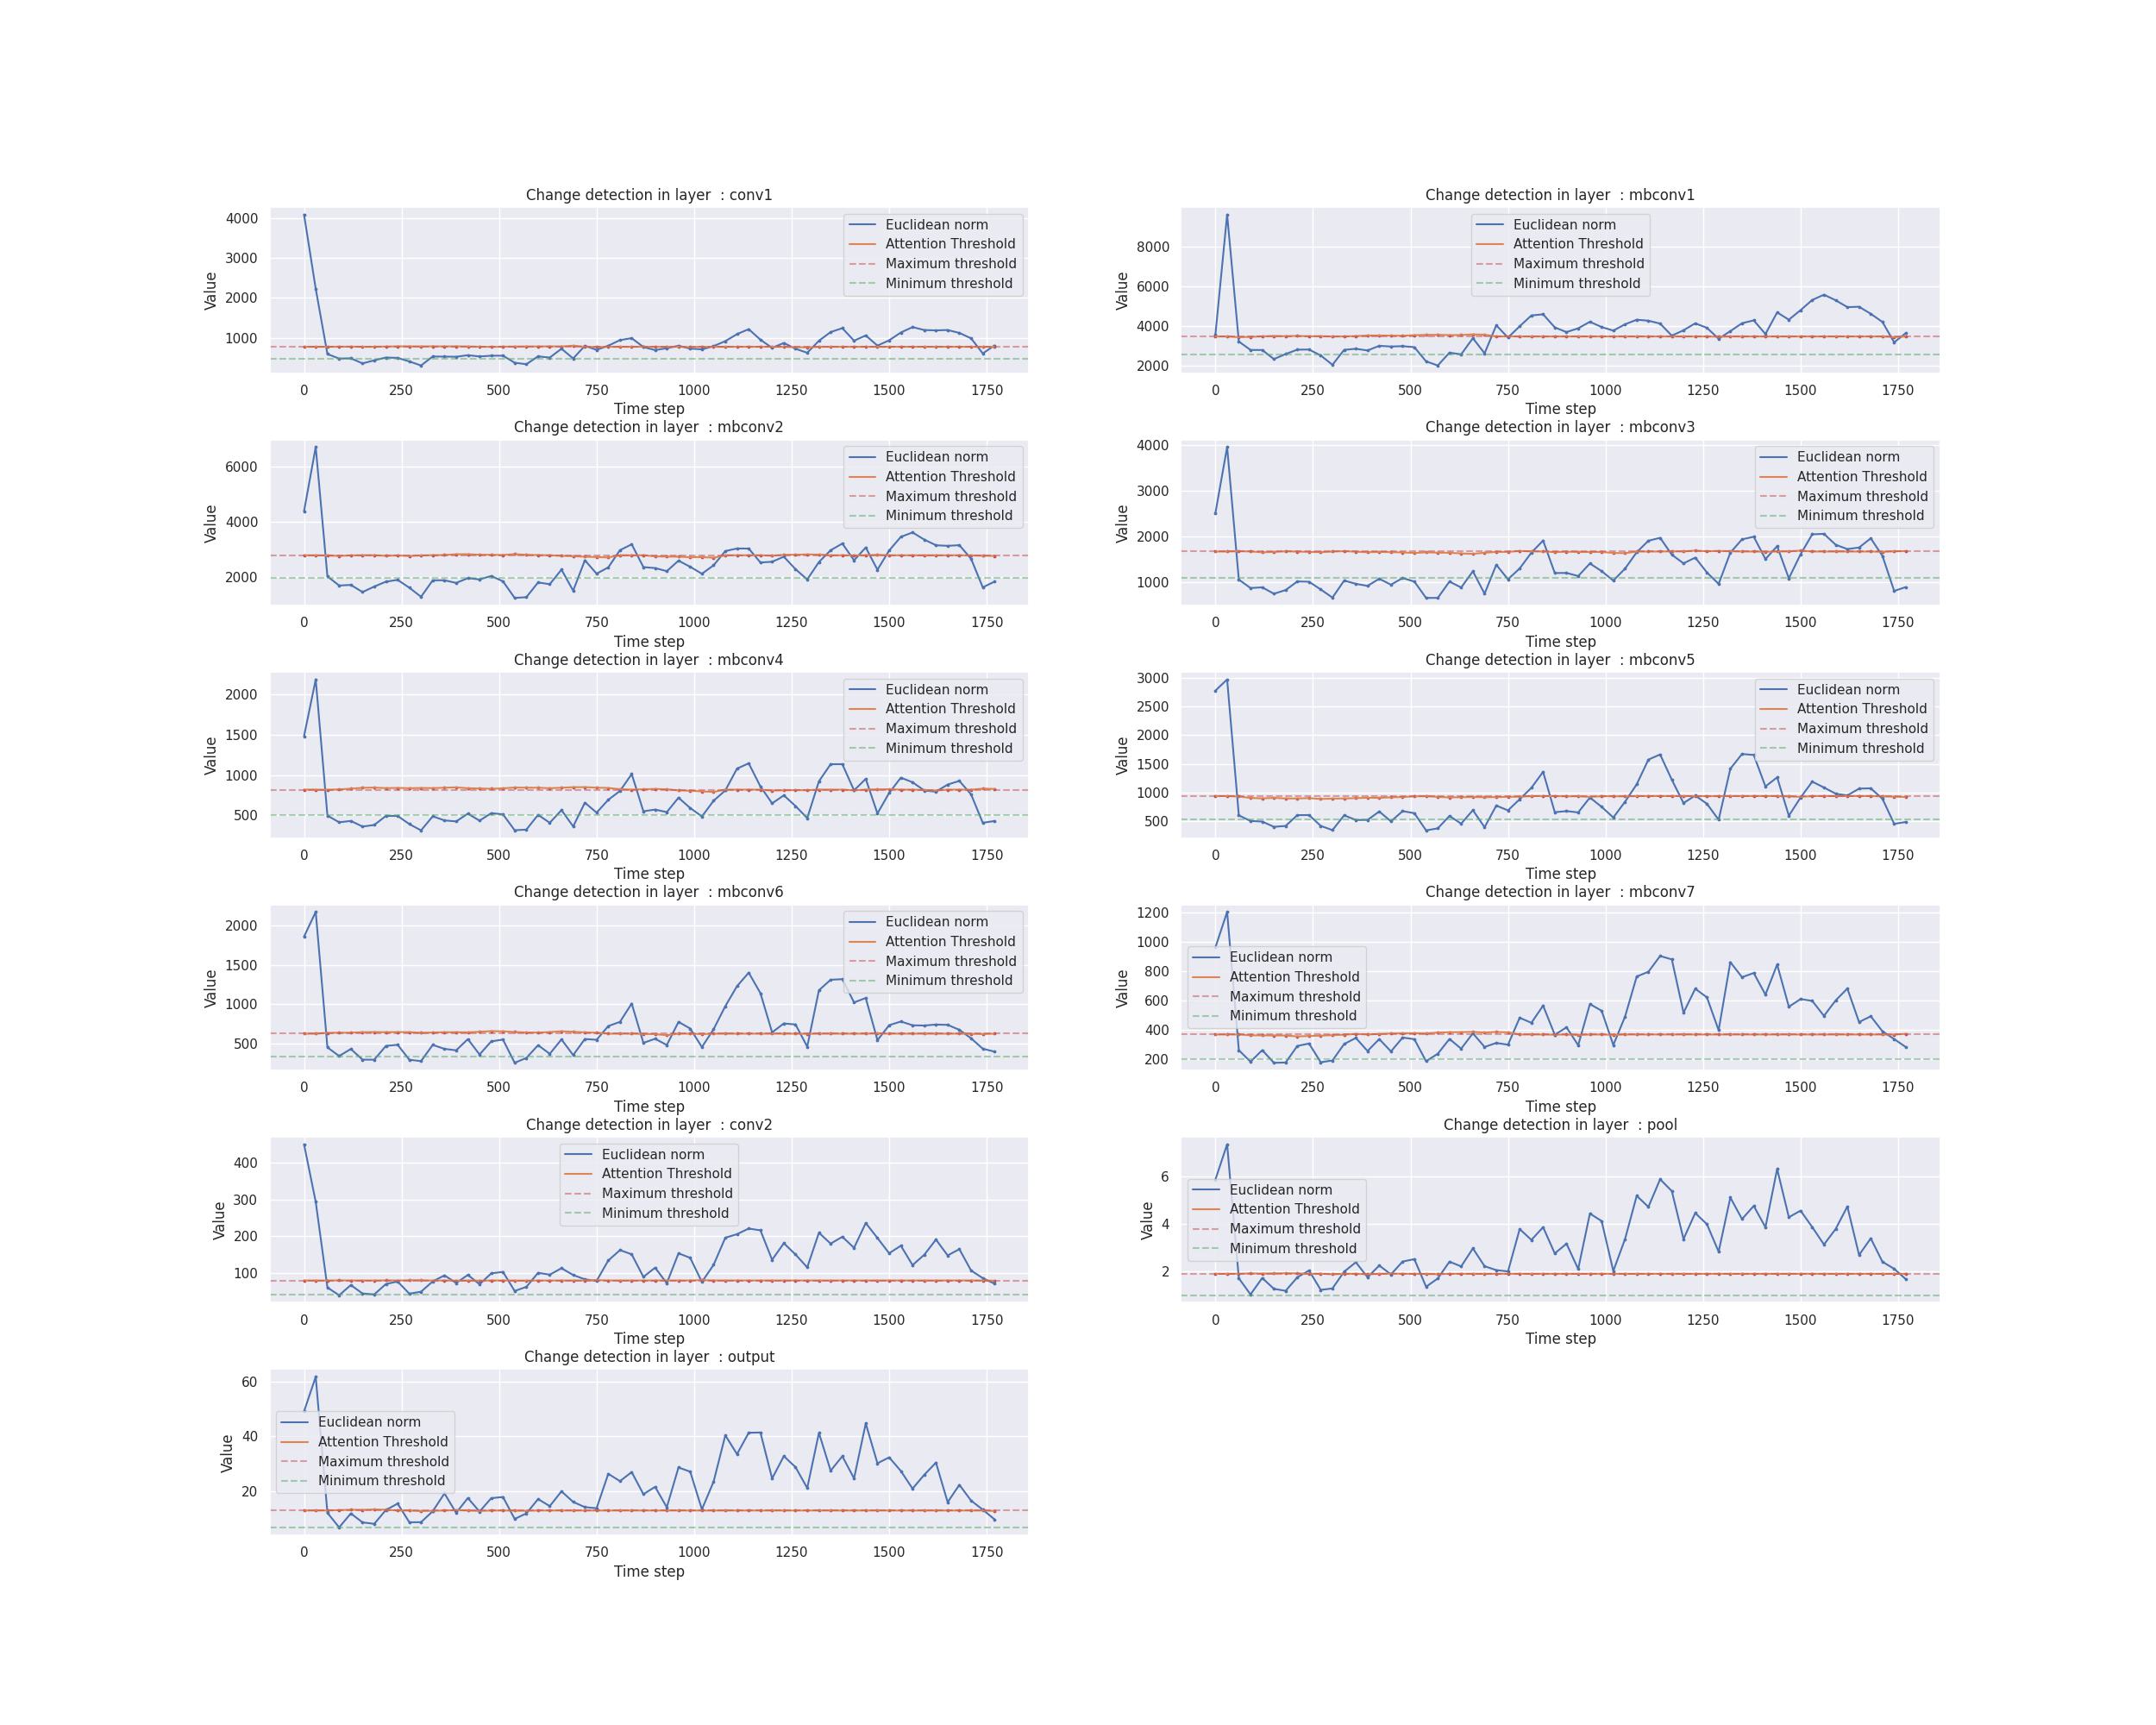 Change detection in layer  : conv1
Value
4000
3000
2000
1000
Euclidean norm
Attention Threshold
Maximum threshold
Minimum threshold
0 250 500 750 1000 1250 1500 1750
Time step
Change detection in layer  : mbconv1
Value
8000
6000
4000
2000
Euclidean norm
Attention Threshold
Maximum threshold
Minimum threshold
0 250 500 750 1000 1250 1500 1750
Time step
Change detection in layer  : mbconv2
Value
6000
4000
2000
Euclidean norm
Attention Threshold
Maximum threshold
Minimum threshold
0 250 500 750 1000 1250 1500 1750
Time step
Change detection in layer  : mbconv3
Value
4000
3000
2000
1000
Euclidean norm
Attention Threshold
Maximum threshold
Minimum threshold
0 250 500 750 1000 1250 1500 1750
Time step
Change detection in layer  : mbconv4
Value
2000
1500
1000
500
Euclidean norm
Attention Threshold
Maximum threshold
Minimum threshold
0 250 500 750 1000 1250 1500 1750
Time step
Change detection in layer  : mbconv5
Value
3000
2500
2000
1500
1000
500
Euclidean norm
Attention Threshold
Maximum threshold
Minimum threshold
0 250 500 750 1000 1250 1500 1750
Time step
Change detection in layer  : mbconv6
Value
2000
1500
1000
500
Euclidean norm
Attention Threshold
Maximum threshold
Minimum threshold
0 250 500 750 1000 1250 1500 1750
Time step
Change detection in layer  : mbconv7
Value
1200
1000
800
600
400
200
Euclidean norm
Attention Threshold
Maximum threshold
Minimum threshold
0 250 500 750 1000 1250 1500 1750
Time step
Change detection in layer  : conv2
Value
400
300
200
100
Euclidean norm
Attention Threshold
Maximum threshold
Minimum threshold
0 250 500 750 1000 1250 1500 1750
Time step
Change detection in layer  : pool
Value
6
4
2
Euclidean norm
Attention Threshold
Maximum threshold
Minimum threshold
0 250 500 750 1000 1250 1500 1750
Time step
Change detection in layer  : output
Value
60
40
20
Euclidean norm
Attention Threshold
Maximum threshold
Minimum threshold
0 250 500 750 1000 1250 1500 1750
Time step